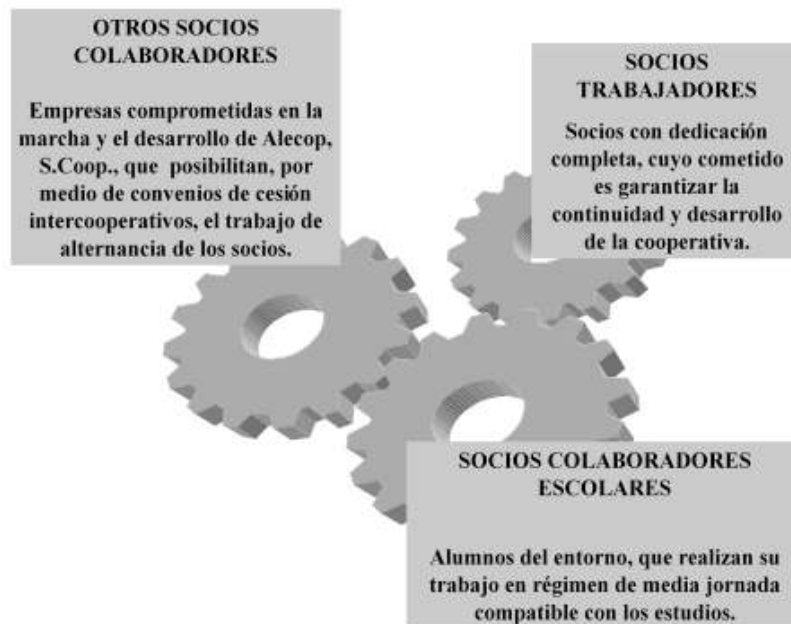 OTROS SOCIOS
COLABORADORES
Empresas comprometidas en la
marcha y el desarrollo de Alecop,
S.Coop., que posibilitan, por
medio de convenios de cesión
intercooperativos, el trabajo de
alternancia de los socios.
SOCIOS
TRABAJADORES
Socios con dedicación
completa, cuyo cometido
es garantizar la
continuidad y desarrollo
de la cooperativa.
SOCIOS COLABORADORES
ESCOLARES
Alumnos del entorno, que realizan su
trabajo en régimen de media jornada
compatible con los estudios.